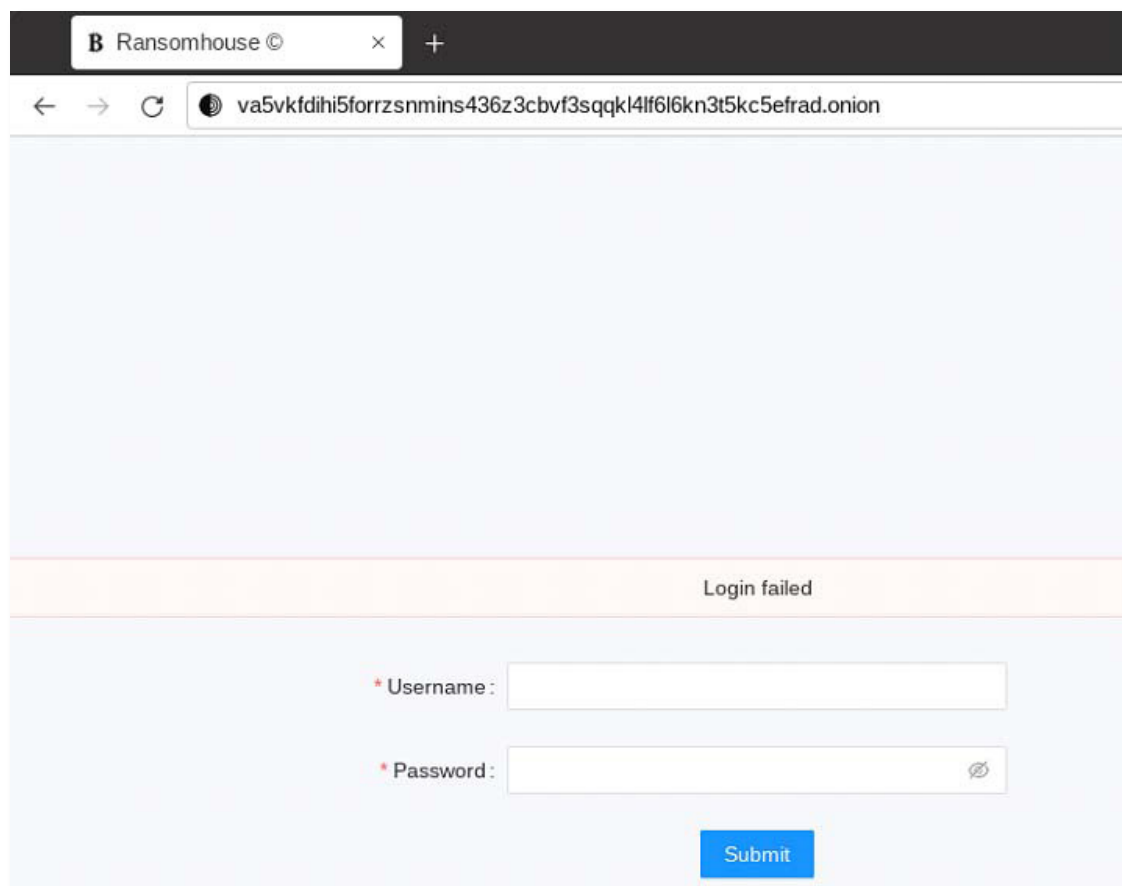 B Ransomhouse ©
va5vkfdihi5forrzsnmins436z3cbvf3sqqkl4lf6l6kn3t5kc5efrad.onion
Login failed
* Username :
* Password :
Submit